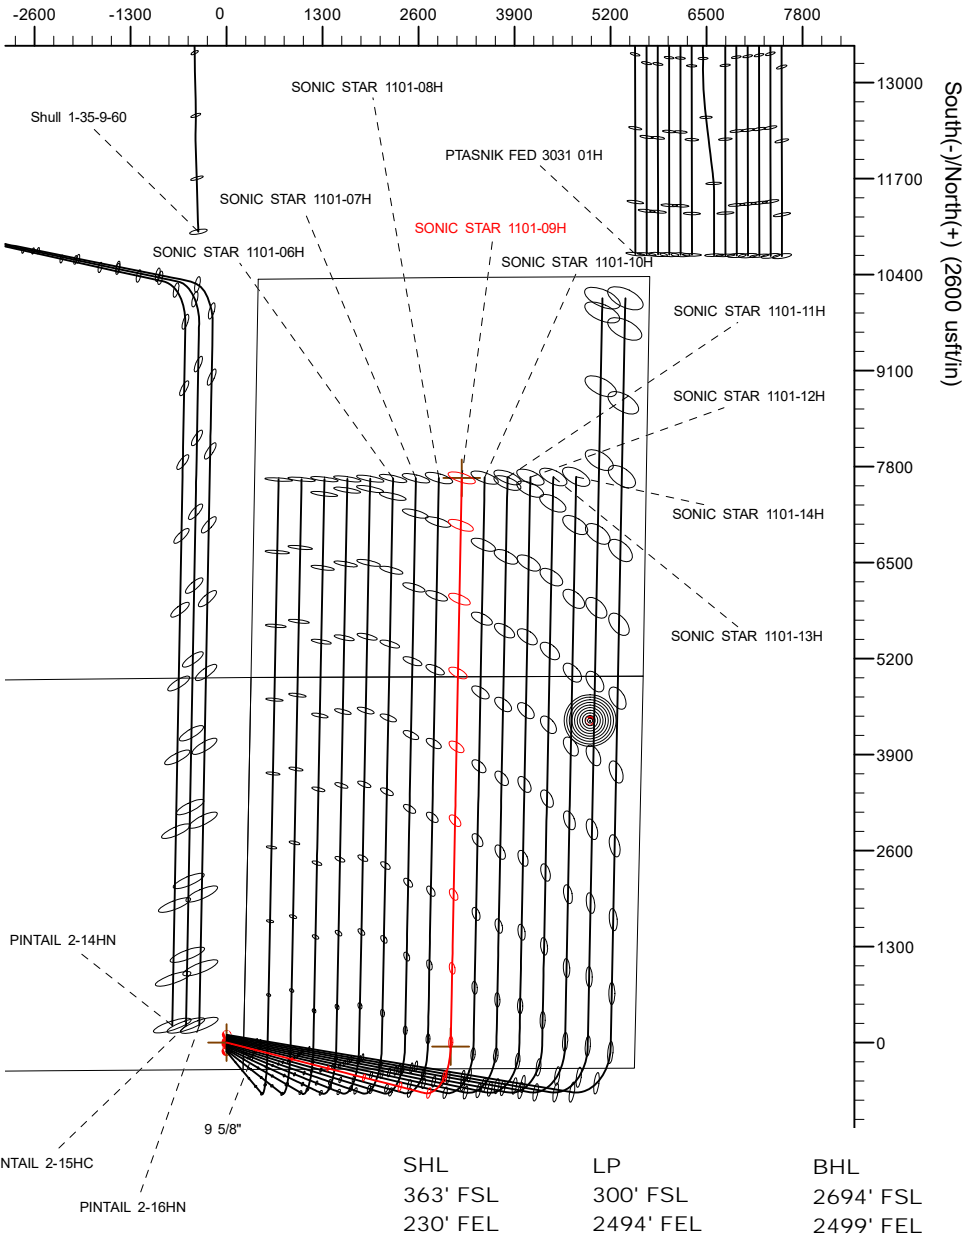 -2600 -1300 0 1300 2600 3900 5200 6500 7800
13000
South(-)/North(+) (2600 usft/in)
SONIC STAR 1101-08H
Shull 1-35-9-60
PTASNIK FED 3031 01H
11700
SONIC STAR 1101-07H
SONIC STAR 1101-09H
SONIC STAR 1101-06H
SONIC STAR 1101-10H
10400
SONIC STAR 1101-11H
9100
SONIC STAR 1101-12H
7800
SONIC STAR 1101-14H
6500
SONIC STAR 1101-13H
5200
3900
2600
PINTAIL 2-14HN
1300
0
9 5/8"
NTAIL 2-15HC
PINTAIL 2-16HN
SHL LP BHL
363' FSL 300' FSL 2694' FSL
230' FEL 2494' FEL 2499' FEL